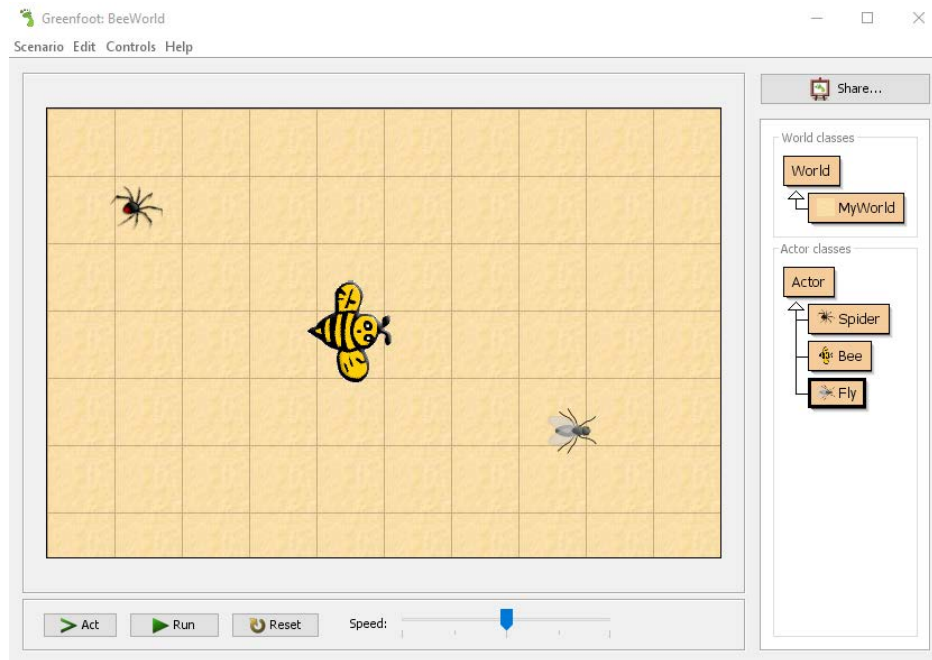 Greenfoot: BeeWorld
Scenario Edit Controls Help
Share...
World classes
World
MyWorld
Actor classes
Actor
Spider
Bee
Fly
Act Run Reset Speed: